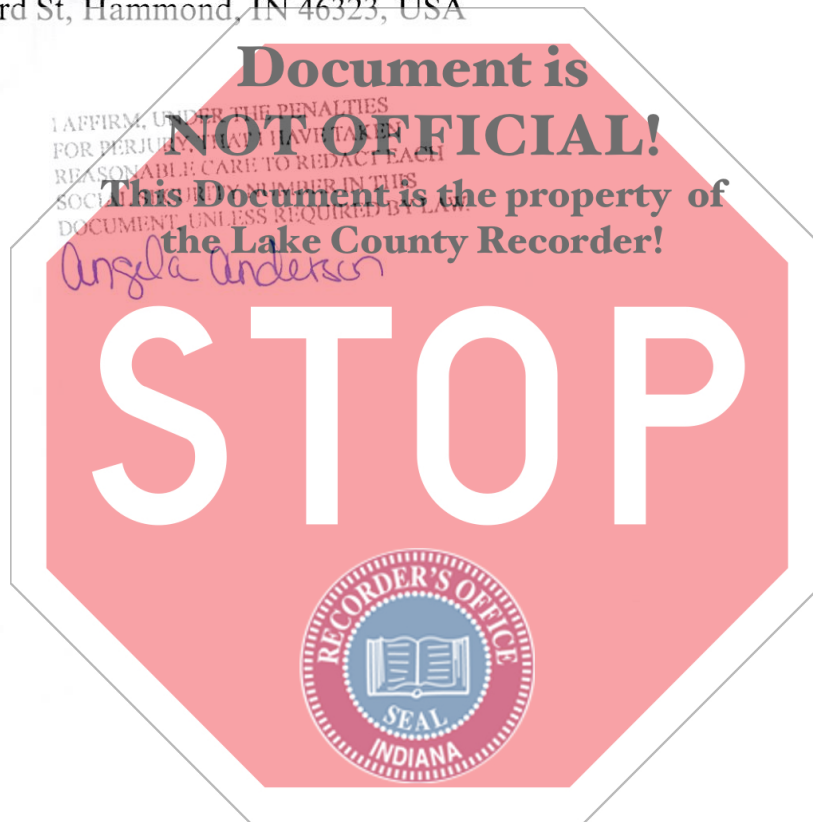 rd St, Hammond, IN 46323, USA
Document is
NOT OFFICIAL!
This Document is the property of
the Lake County Recorder!
I AFFIRM, UNDER THE PENALTIES
FOR PERJURY, THAT I HAVE TAKEN
REASONABLE CARE TO REDACT EACH
SOCIAL SECURITY NUMBER IN THIS
DOCUMENT, UNLESS REQUIRED BY LAW.
Angela Anderson
STOP
RECORDER'S OFFICE
SEAL
INDIANA